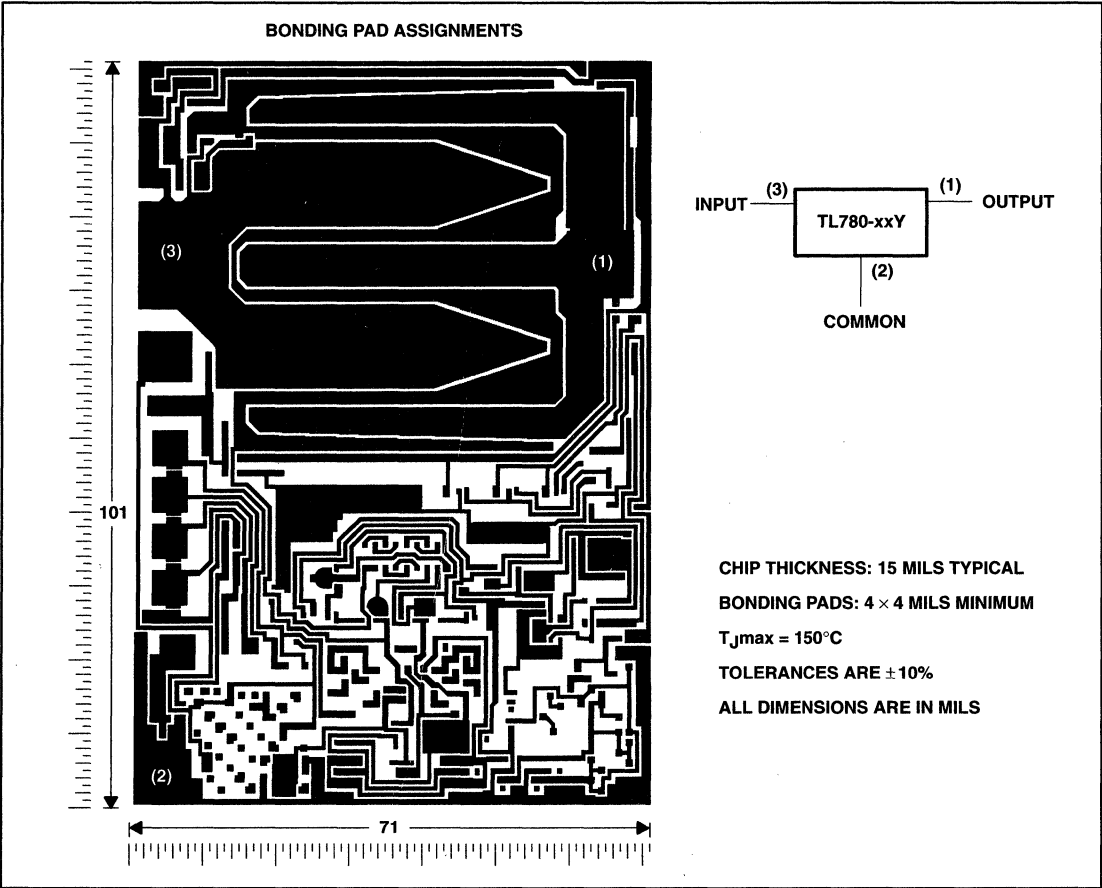 BONDING PAD ASSIGNMENTS
(3)
(1)
(2)
101
71
INPUT
(3)
TL780-xxY
(1)
OUTPUT
(2)
COMMON
CHIP THICKNESS: 15 MILS TYPICAL
BONDING PADS: 4 × 4 MILS MINIMUM
TJmax = 150°C
TOLERANCES ARE ±10%
ALL DIMENSIONS ARE IN MILS